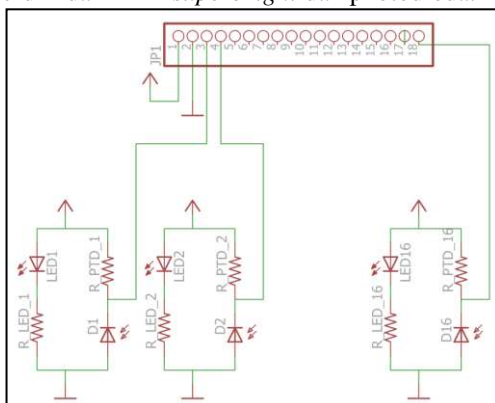 JP1
1 2 3 4 5 6 7 8 9 10 11 12 13 14 15 16 17 18
LED1 R_PTD_1 LED2 R_PTD_2 LED16 R_PTD_16
R_LED_1 D1 R_LED_2 D2 R_LED_16 D16